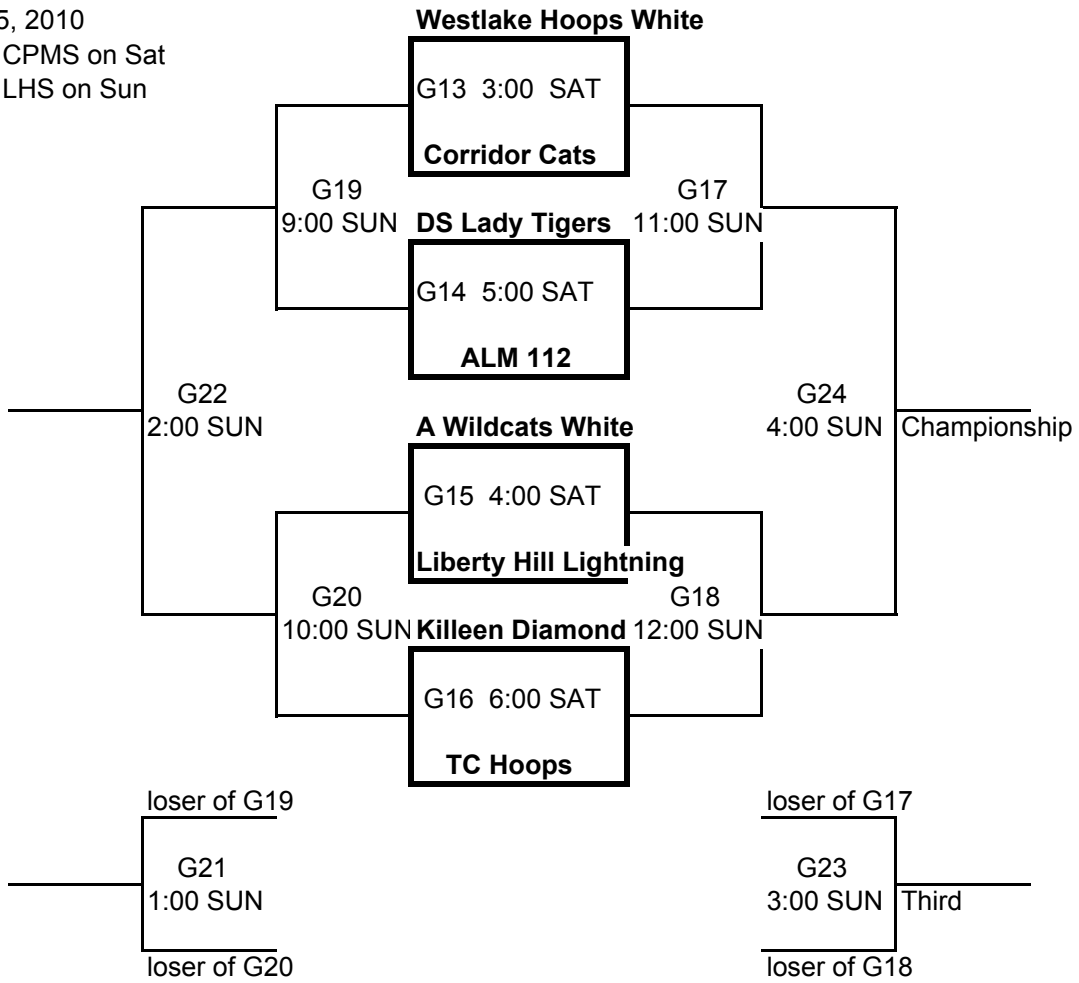 5, 2010
CPMS on Sat
LHS on Sun
Westlake Hoops White
G13 3:00 SAT
Corridor Cats
G19
9:00 SUN
G17
11:00 SUN
DS Lady Tigers
G14 5:00 SAT
ALM 112
G22
2:00 SUN
G24
4:00 SUN
Championship
A Wildcats White
G15 4:00 SAT
Liberty Hill Lightning
G20
10:00 SUN
G18
12:00 SUN
Killeen Diamond
G16 6:00 SAT
TC Hoops
loser of G19
G21
1:00 SUN
loser of G20
loser of G17
G23
3:00 SUN
Third
loser of G18